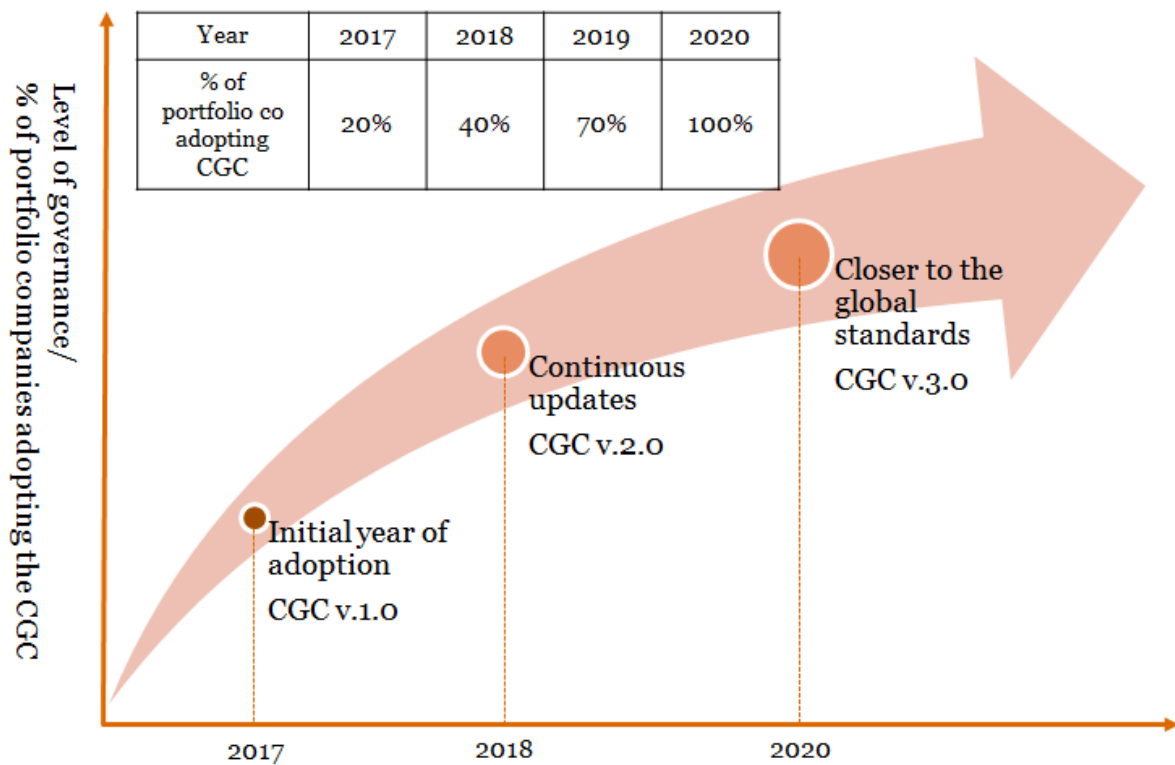 Year 2017 2018 2019 2020
% of
portfolio co
adopting
CGC
20% 40% 70% 100%
Level of governance/
% of portfolio companies adopting the CGC
Closer to the
global
standards
CGC v.3.0
Continuous
updates
CGC v.2.0
Initial year of
adoption
CGC v.1.0
2017 2018 2020